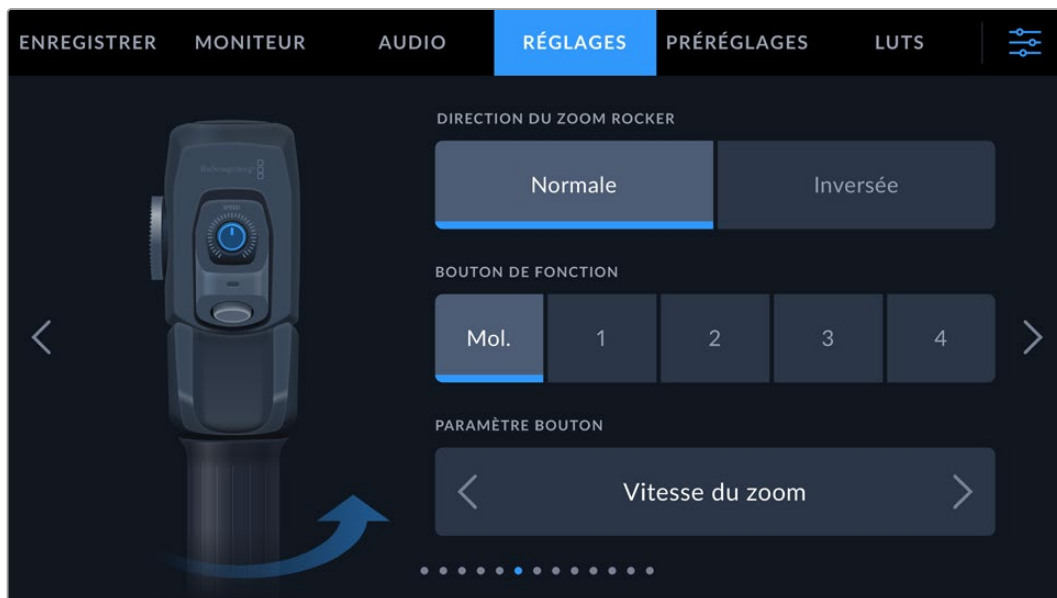 ENREGISTRER MONITEUR AUDIO RÉGLAGES PRÉRÉGLAGES LUTS
DIRECTION DU ZOOM ROCKER
Normale Inversée
BOUTON DE FONCTION
Mol. 1 2 3 4
PARAMÈTRE BOUTON
Vitesse du zoom